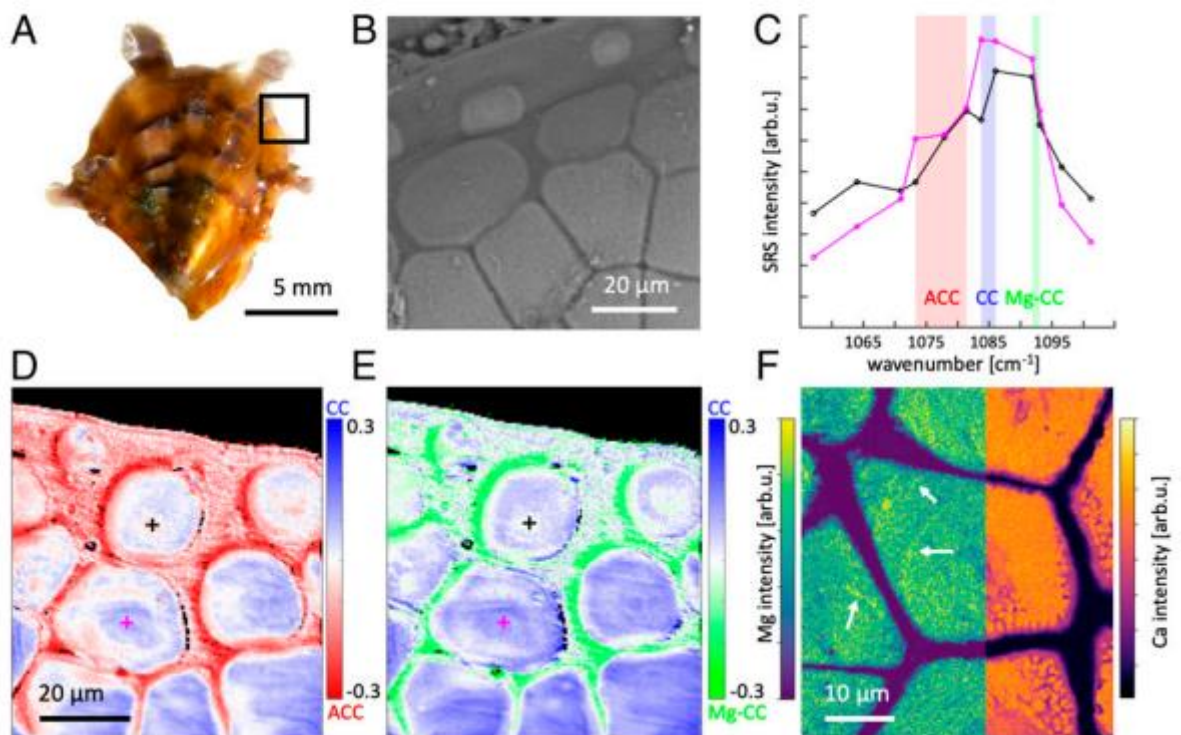 A
5 mm
B
20 µm
C
SRS intensity [arb.u.]
ACC
CC
Mg-CC
1065
1075
1085
1095
wavenumber [cm⁻¹]
D
20 µm
CC
0.3
-0.3
ACC
E
CC
0.3
-0.3
Mg-CC
F
Mg intensity [arb.u.]
10 µm
Ca intensity [arb.u.]